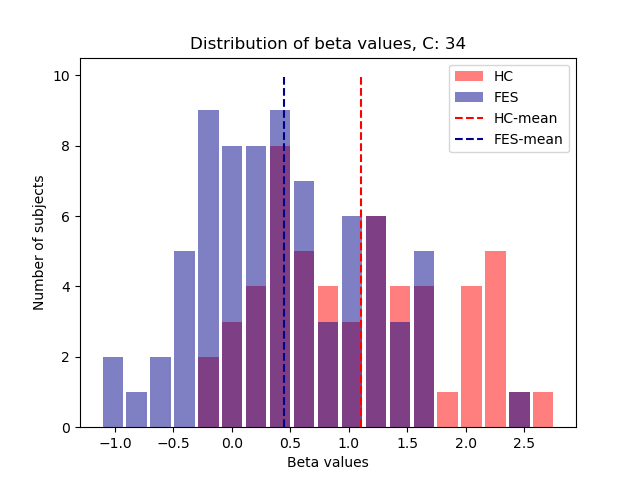 Distribution of beta values, C: 34
HC
FES
HC-mean
FES-mean
Number of subjects
10
8
6
4
2
0
−1.0 −0.5 0.0 0.5 1.0 1.5 2.0 2.5
Beta values